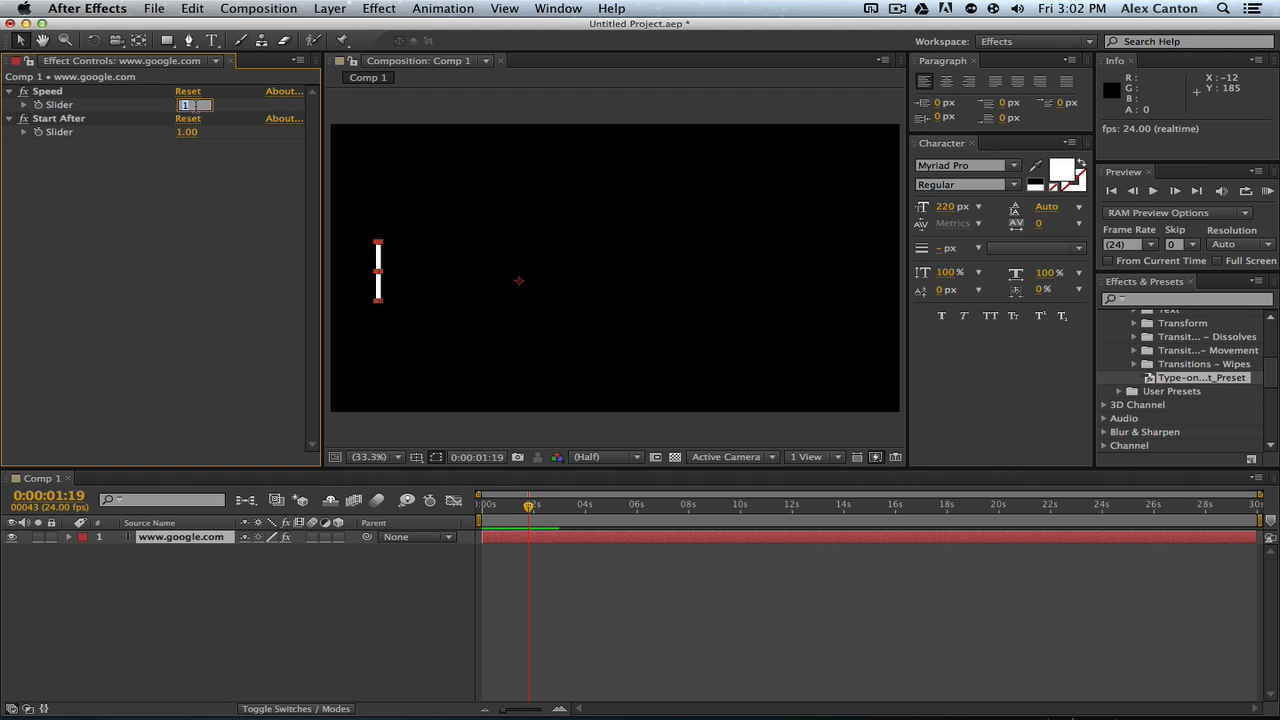 After Effects File Edit Composition Layer Effect Animation View Window Help Fri 3:02 PM Alex Canton
Untitled Project.aep *
Workspace: Effects Search Help
Effect Controls: www.google.com
Comp 1 • www.google.com
Speed Reset About...
Slider 1
Start After Reset About...
Slider 1.00
Composition: Comp 1
Comp 1
(33.3%) 0:00:01:19 (Half) Active Camera 1 View
Paragraph
0 px 0 px 0 px
0 px 0 px
Character
Myriad Pro
Regular
220 px Auto
Metrics 0
- px
100 % 100 %
0 px 0 %
T T TT Tт T¹ T₁
Info
R: X : -12
G: Y : 185
B:
A : 0
fps: 24.00 (realtime)
Preview
RAM Preview Options
Frame Rate Skip Resolution
(24) 0 Auto
From Current Time Full Screen
Effects & Presets
Text
Transform
Transit... – Dissolves
Transit...– Movement
Transitions – Wipes
Type-on...t_Preset
User Presets
3D Channel
Audio
Blur & Sharpen
Channel
Comp 1
0:00:01:19
00043 (24.00 fps)
:00s 2s 04s 06s 08s 10s 12s 14s 16s 18s 20s 22s 24s 26s 28s 30s
# Source Name Parent
1 T www.google.com None
Toggle Switches / Modes